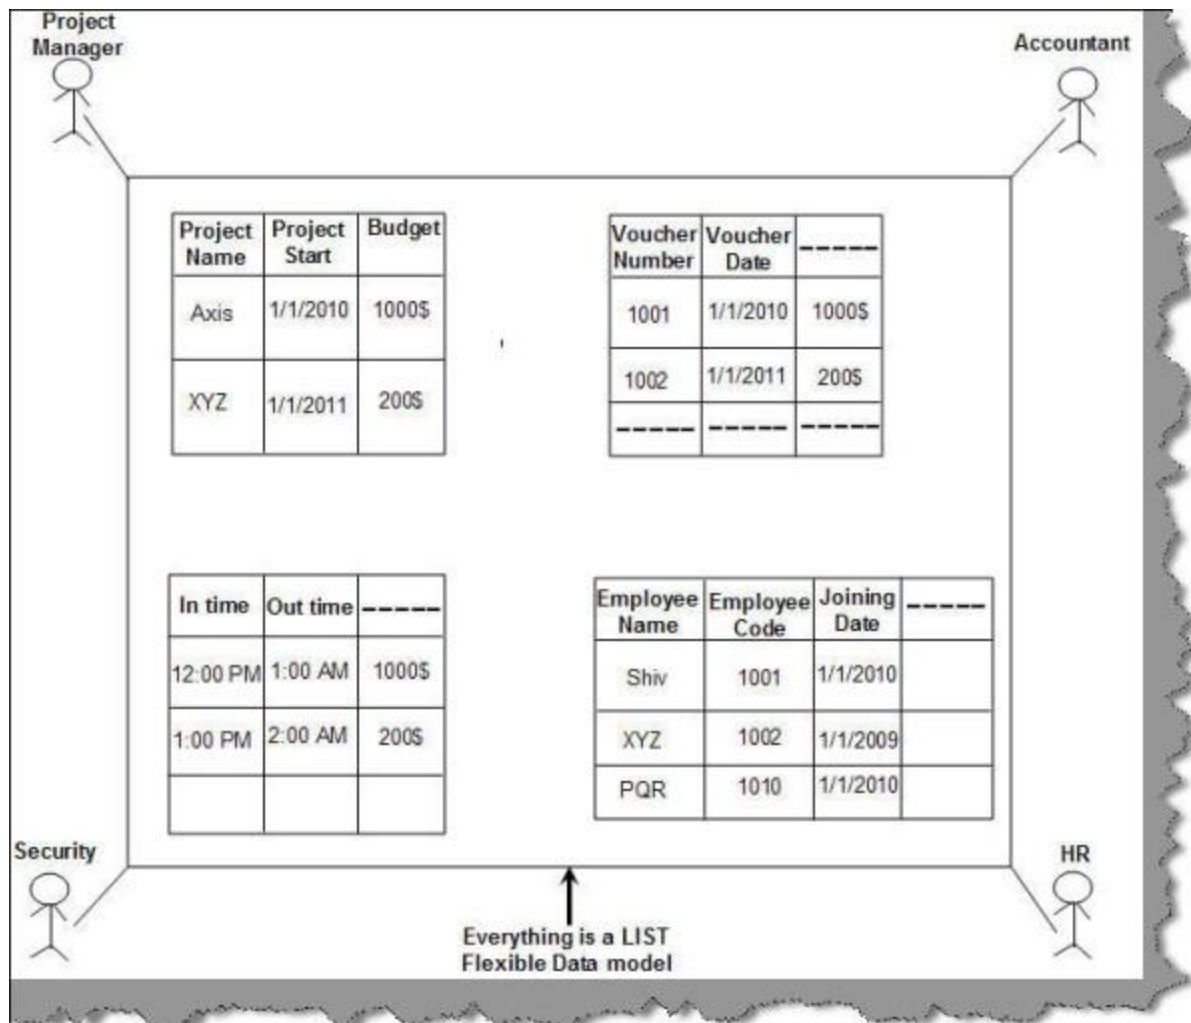 Project
Manager
Accountant
Project
Name
Project
Start
Budget
Axis
1/1/2010
1000$
XYZ
1/1/2011
200$
Voucher
Number
Voucher
Date
-----
1001
1/1/2010
1000$
1002
1/1/2011
200$
-----
-----
-----
In time
Out time
-----
12:00 PM
1:00 AM
1000$
1:00 PM
2:00 AM
200$
Employee
Name
Employee
Code
Joining
Date
-----
Shiv
1001
1/1/2010
XYZ
1002
1/1/2009
PQR
1010
1/1/2010
Security
HR
Everything is a LIST
Flexible Data model